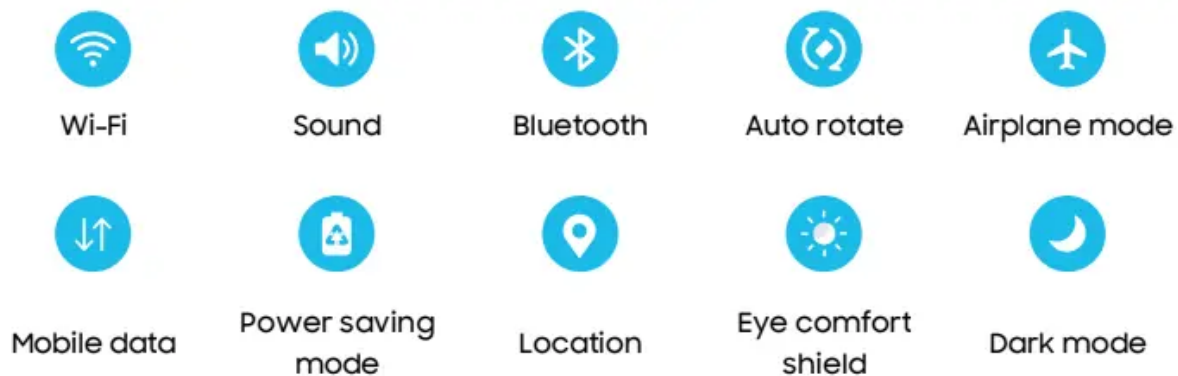 Wi-Fi
Sound
Bluetooth
Auto rotate
Airplane mode
Mobile data
Power saving
mode
Location
Eye comfort
shield
Dark mode